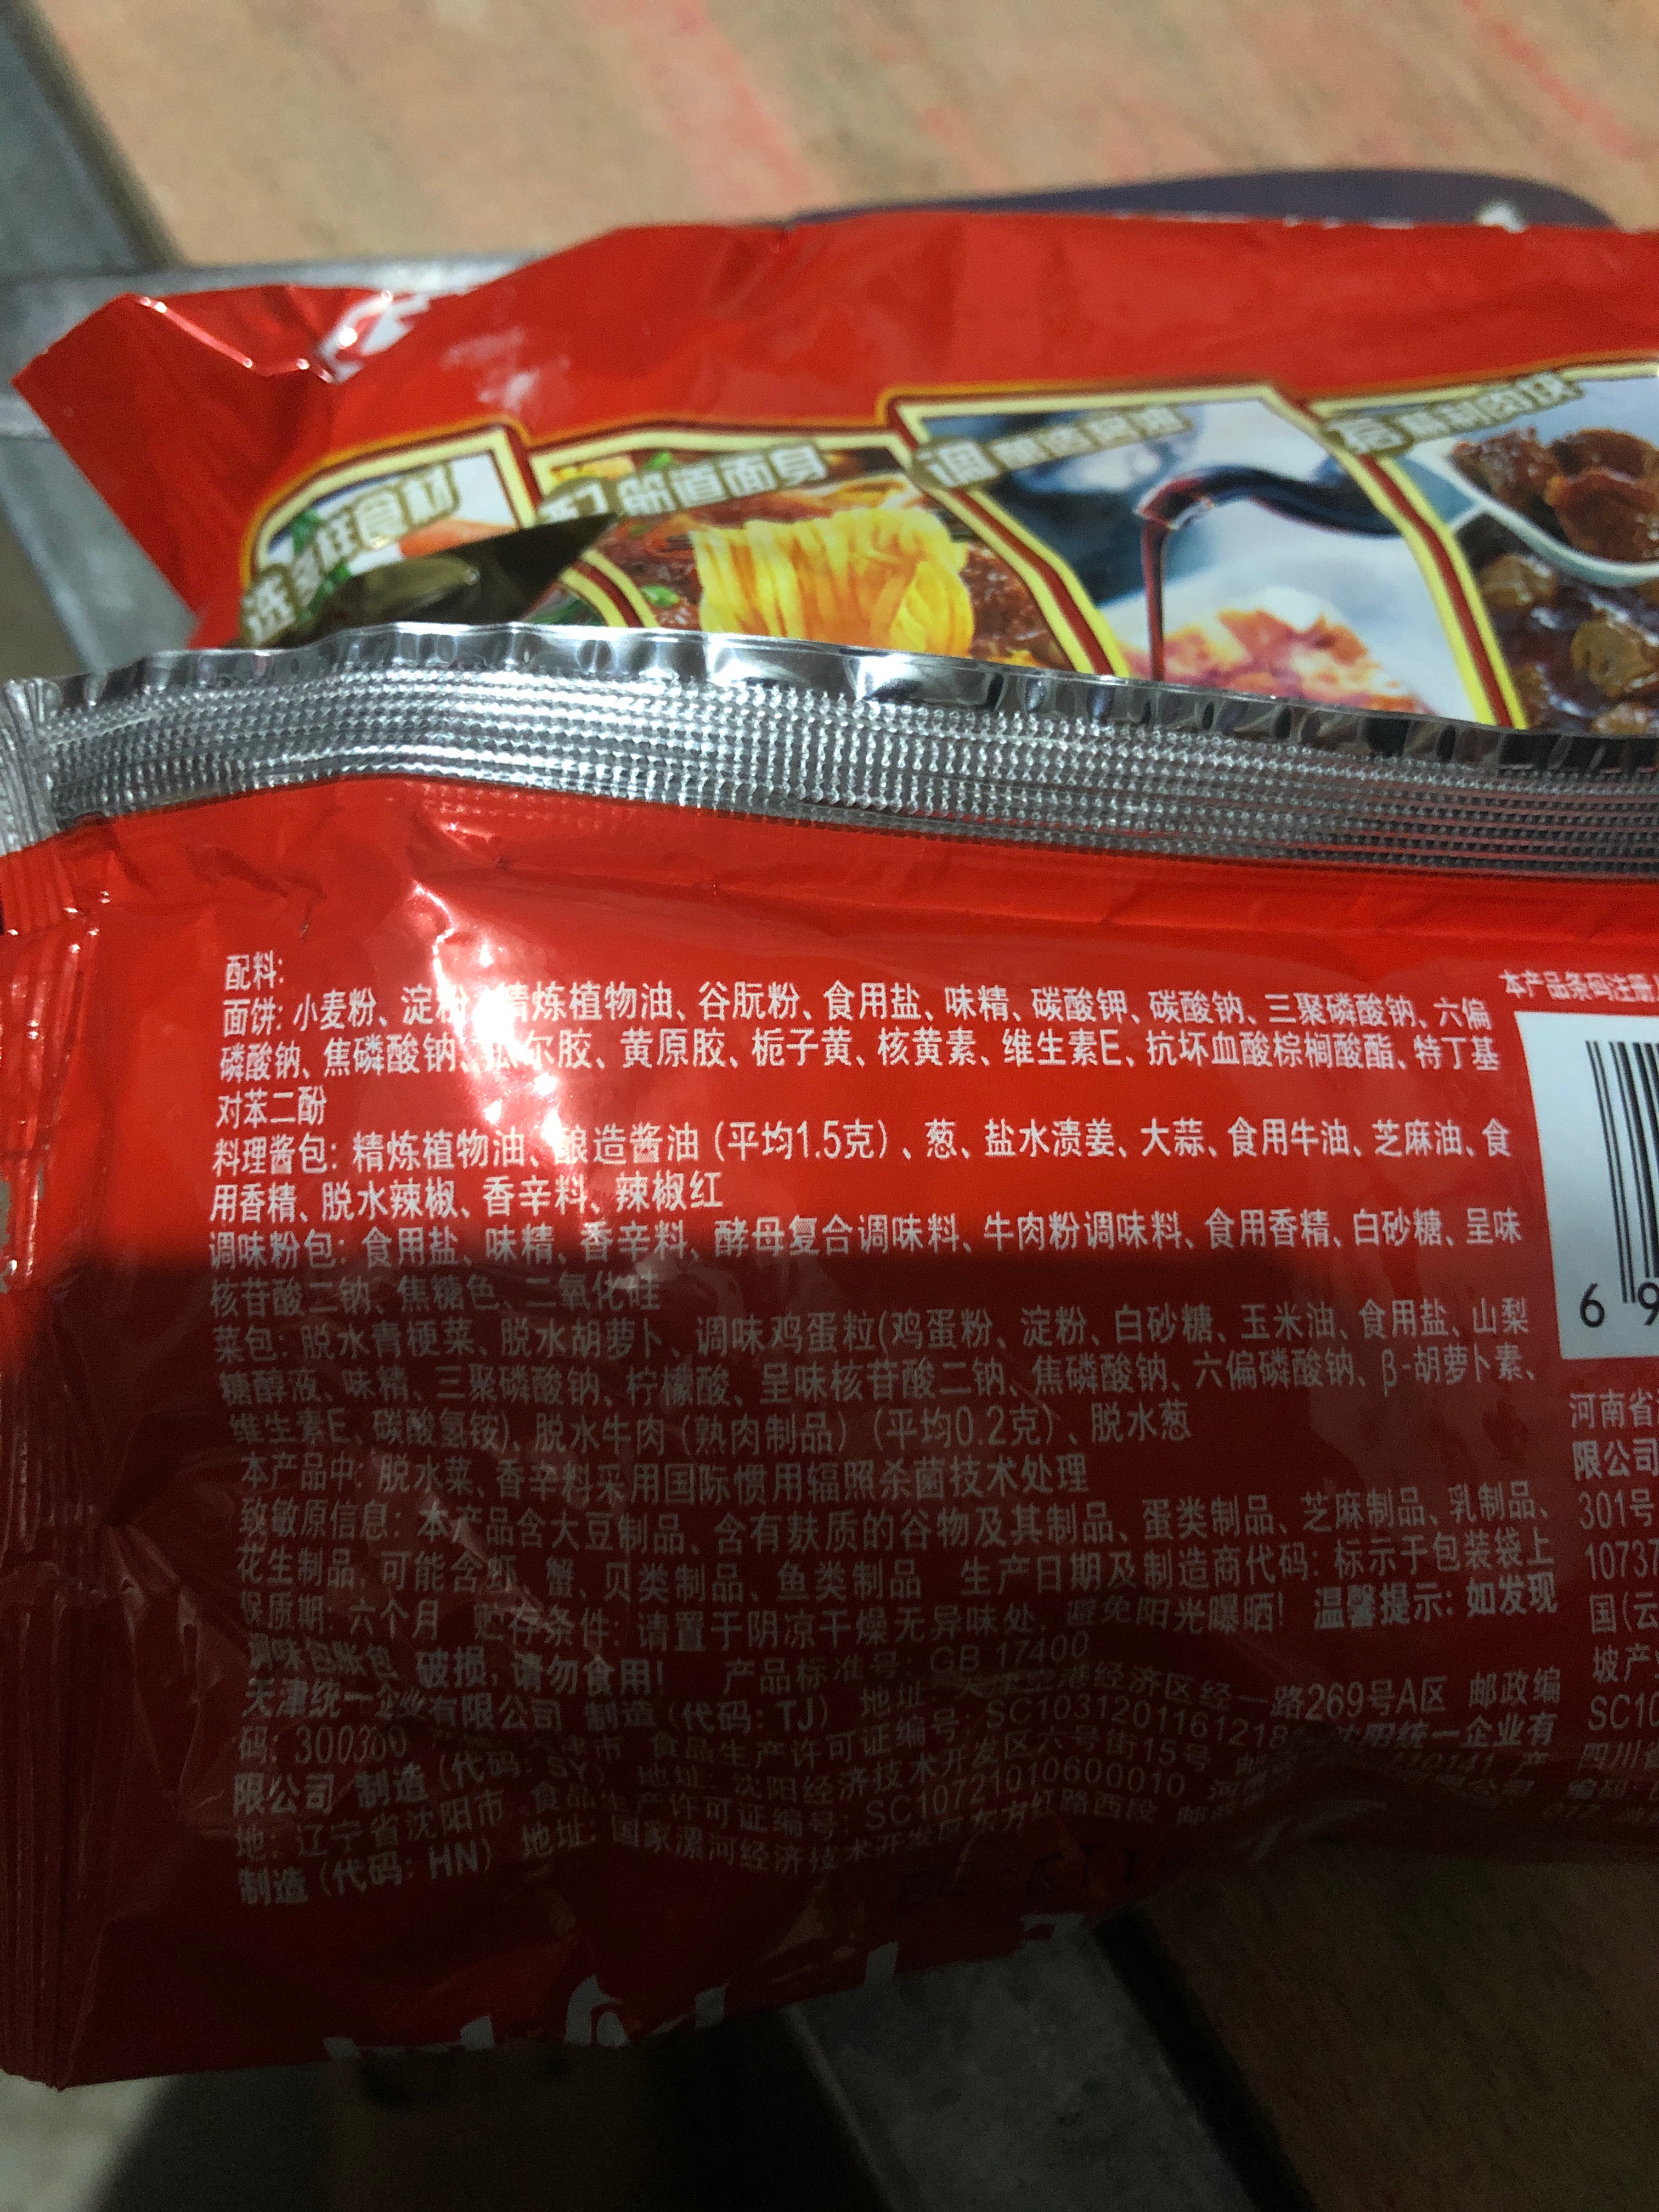 食材
筋道面身
调
配料:
面饼: 小麦粉、淀粉、精炼植物油、谷朊粉、食用盐、味精、碳酸钾、碳酸钠、三聚磷酸钠、六偏
磷酸钠、焦磷酸钠、瓜尔胶、黄原胶、栀子黄、核黄素、维生素E、抗坏血酸棕榈酸酯、特丁基
对苯二酚
料理酱包: 精炼植物油、酿造酱油 (平均1.5克) 、葱、盐水渍姜、大蒜、食用牛油、芝麻油、食
用香精、脱水辣椒、香辛料、辣椒红
调味粉包: 食用盐、味精、香辛料、酵母复合调味料、牛肉粉调味料、食用香精、白砂糖、呈味
核苷酸二钠、焦糖色、二氧化硅
菜包: 脱水青梗菜、脱水胡萝卜、调味鸡蛋粒(鸡蛋粉、淀粉、白砂糖、玉米油、食用盐、山梨
糖醇液、味精、三聚磷酸钠、柠檬酸、呈味核苷酸二钠、焦磷酸钠、六偏磷酸钠、β-胡萝卜素、
维生素E、碳酸氢铵)、脱水牛肉 (熟肉制品) (平均0.2克) 、脱水葱
本产品中: 脱水菜、香辛料采用国际惯用辐照杀菌技术处理
致敏原信息: 本产品含大豆制品、含有麸质的谷物及其制品、蛋类制品、芝麻制品、乳制品、
花生制品, 可能含虾、蟹、贝类制品、鱼类制品 生产日期及制造商代码: 标示于包装袋上
保质期: 六个月 贮存条件: 请置于阴凉干燥无异味处, 避免阳光曝晒! 温馨提示: 如发现
调味包胀包、破损, 请勿食用! 产品标准号: GB 17400
天津统一企业有限公司 制造 (代码: TJ) 地址: 天津空港经济区经一路269号A区 邮政编
码: 300300 天津市 食品生产许可证编号: SC1031201161218 沈阳统一企业有
限公司 制造 (代码: SY) 地址: 沈阳经济技术开发区六号街15号 110141 产
地: 辽宁省沈阳市 食品生产许可证编号: SC10721010600010
制造 (代码: HN) 地址: 国家漯河经济技术开发区东方红路西段
本产品条码注册
6 9
河南省
限公司
301号
10737
国(云
坡产
SC10
四川省
编码: